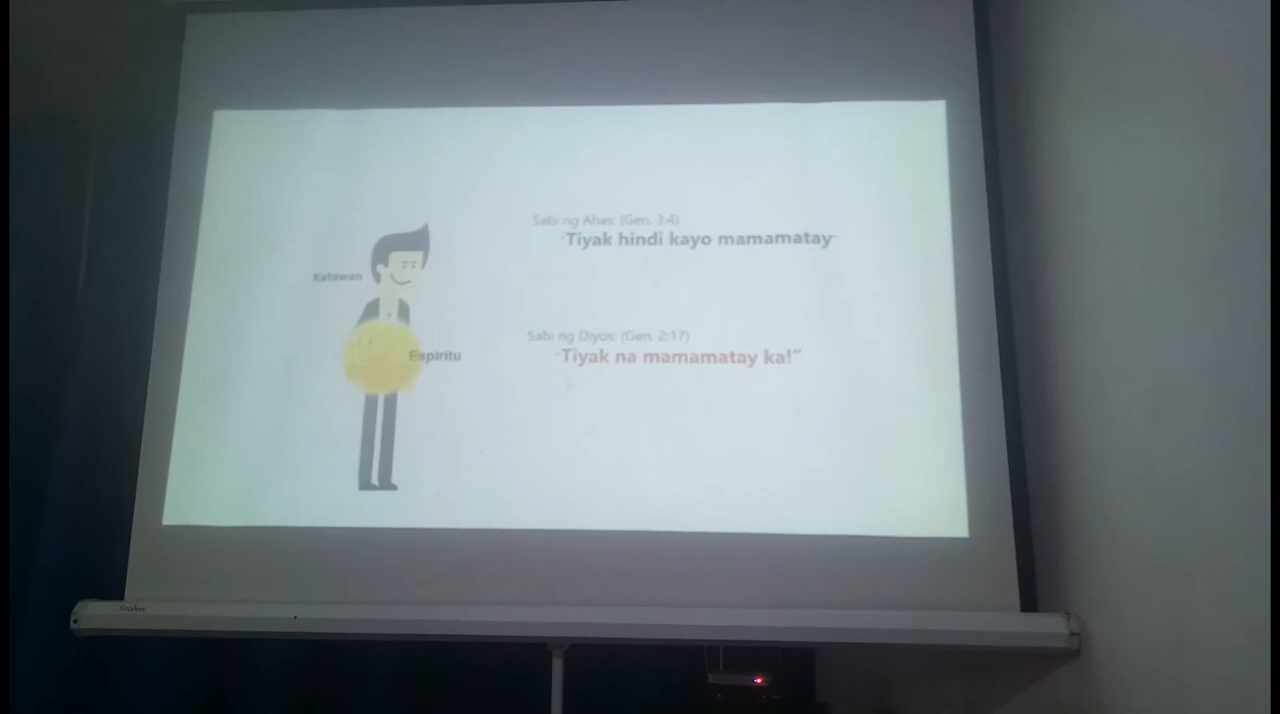 Sabi ng Ahas: (Gen. 3:4)
"Tiyak hindi kayo mamamatay"
Katawan
Sabi ng Diyos: (Gen. 2:17)
"Tiyak na mamamatay ka!"
Espiritu